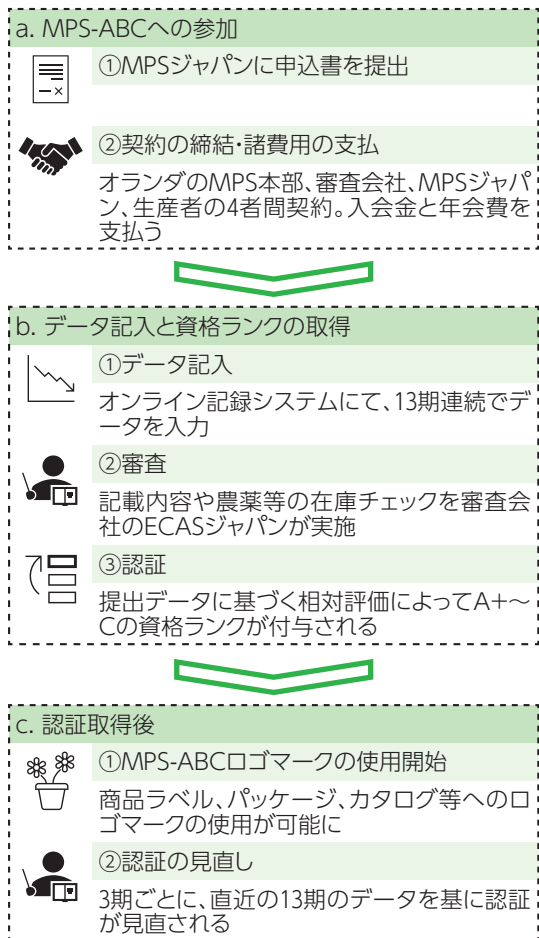 a. MPS-ABCへの参加
①MPSジャパンに申込書を提出
②契約の締結・諸費用の支払
オランダのMPS本部、審査会社、MPSジャパ
ン、生産者の4者間契約。入会金と年会費を
支払う
b. データ記入と資格ランクの取得
①データ記入
オンライン記録システムにて、13期連続でデ
ータを入力
②審査
記載内容や農薬等の在庫チェックを審査会
社のECASジャパンが実施
③認証
提出データに基づく相対評価によってA+～
Cの資格ランクが付与される
c. 認証取得後
①MPS-ABCロゴマークの使用開始
商品ラベル、パッケージ、カタログ等へのロ
ゴマークの使用が可能に
②認証の見直し
3期ごとに、直近の13期のデータを基に認証
が見直される